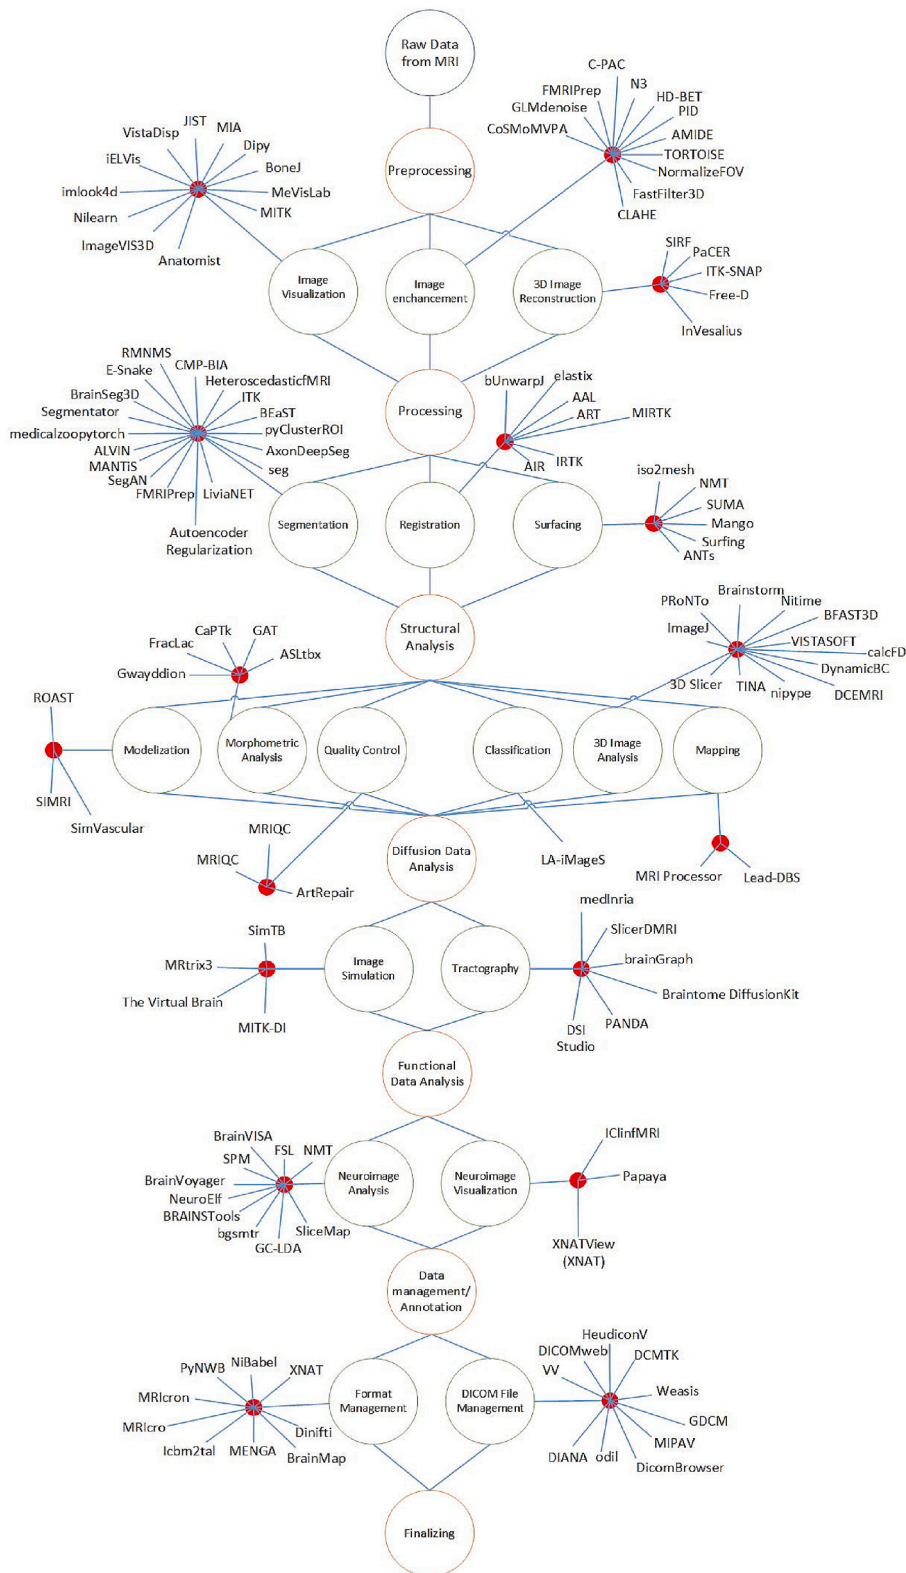 Raw Data
from MRI
C-PAC
N3
FMRIPrep
HD-BET
GLMdenoise
PID
CoSMoMVPA
AMIDE
TORTOISE
NormalizeFOV
FastFilter3D
CLAHE
JIST
VistaDisp
MIA
Dipy
iELVis
BoneJ
imlook4d
MeVisLab
Nilearn
MITK
ImageVIS3D
Anatomist
Preprocessing
Image
Visualization
Image
enchancement
3D Image
Reconstruction
SIRF
PaCER
ITK-SNAP
Free-D
InVesalius
RMNMS
CMP-BIA
E-Snake
HeteroscedasticfMRI
BrainSeg3D
ITK
Segmentator
BEaST
medicalzoopytorch
pyClusterROI
ALVIN
AxonDeepSeg
MANTiS
seg
SegAN
FMRIPrep
LiviaNET
Autoencoder
Regularization
Processing
bUnwarpJ
elastix
AAL
ART
MIRTK
IRTK
AIR
Segmentation
Registration
Surfacing
iso2mesh
NMT
SUMA
Mango
Surfing
ANTs
Structural
Analysis
CaPTk
GAT
FracLac
ASLtbx
Gwayddion
Brainstorm
PRoNTo
Nitime
BFAST3D
ImageJ
VISTASOFT
calcFD
DynamicBC
3D Slicer
TINA
nipype
DCEMRI
ROAST
SIMRI
SimVascular
Modelization
Morphometric
Analysis
Quality Control
Classification
3D Image
Analysis
Mapping
MRIQC
MRIQC
ArtRepair
Diffusion Data
Analysis
LA-iMageS
MRI Processor
Lead-DBS
SimTB
MRtrix3
The Virtual Brain
MITK-DI
Image
Simulation
Tractography
medInria
SlicerDMRI
brainGraph
Braintome DiffusionKit
PANDA
DSI
Studio
Functional
Data Analysis
BrainVISA
FSL
NMT
SPM
BrainVoyager
NeuroElf
BRAINSTools
bgsmtr
SliceMap
GC-LDA
Neuroimage
Analysis
Neuroimage
Visualization
IClinfMRI
Papaya
XNATView
(XNAT)
Data
management/
Annotation
NiBabel
PyNWB
XNAT
MRIcron
MRIcro
Dinifti
Icbm2tal
MENGA
BrainMap
Format
Management
DICOM File
Management
HeudiconV
DICOMweb
DCMTK
VV
Weasis
GDCM
MIPAV
DIANA
odil
DicomBrowser
Finalizing